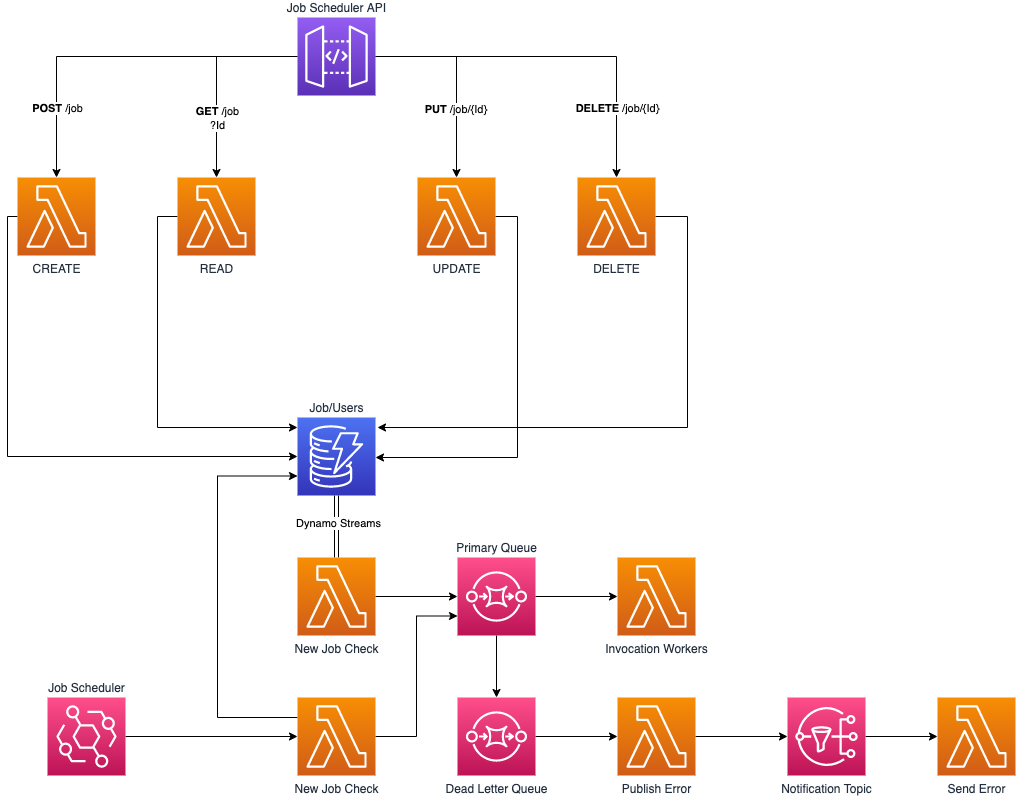 Job Scheduler API
POST /job
GET /job
?Id
PUT /job/{Id}
DELETE /job/{Id}
CREATE
READ
UPDATE
DELETE
Job/Users
Dynamo Streams
Primary Queue
New Job Check
Invocation Workers
Job Scheduler
New Job Check
Dead Letter Queue
Publish Error
Notification Topic
Send Error